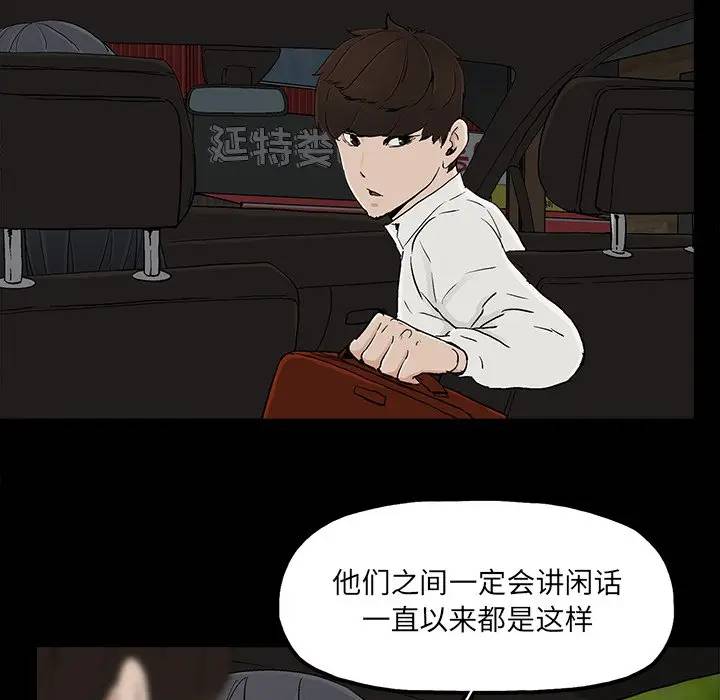 延特娄
他们之间一定会讲闲话
一直以来都是这样